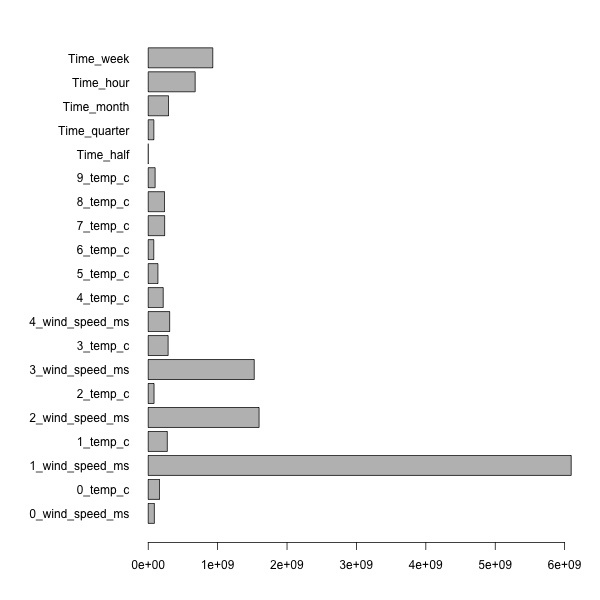 Time_week
Time_hour
Time_month
Time_quarter
Time_half
9_temp_c
8_temp_c
7_temp_c
6_temp_c
5_temp_c
4_temp_c
4_wind_speed_ms
3_temp_c
3_wind_speed_ms
2_temp_c
2_wind_speed_ms
1_temp_c
1_wind_speed_ms
0_temp_c
0_wind_speed_ms
0e+00 1e+09 2e+09 3e+09 4e+09 5e+09 6e+09